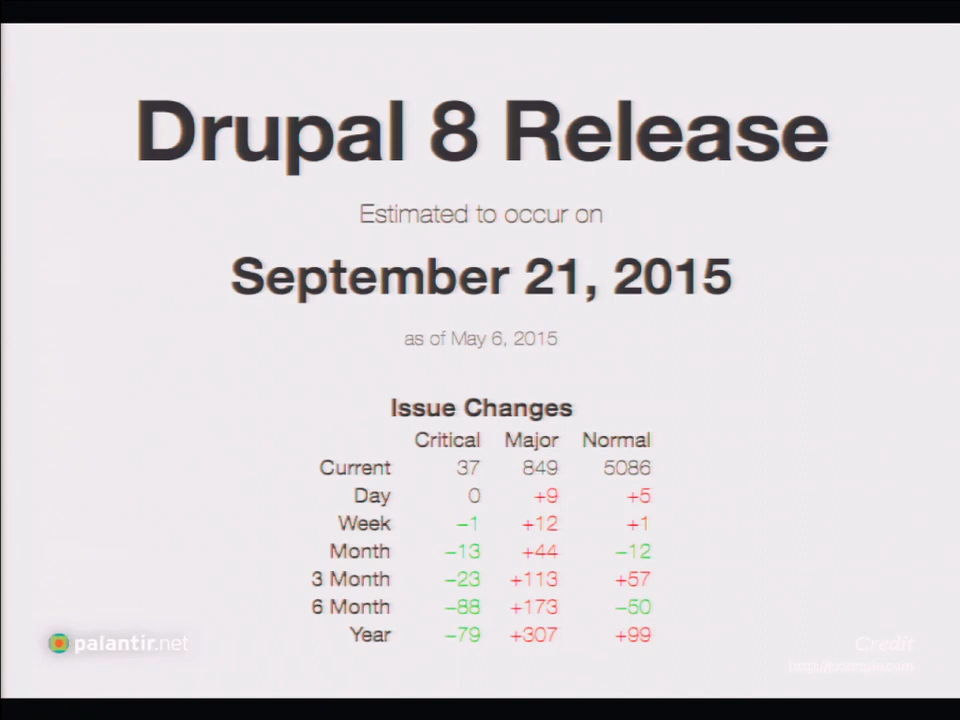 Drupal 8 Release
Estimated to occur on
September 21, 2015
as of May 6, 2015
Issue Changes
Critical Major Normal
Current 37 849 5086
Day 0 +9 +5
Week –1 +12 +1
Month –13 +44 –12
3 Month –23 +113 +57
6 Month –88 +173 –50
Year –79 +307 +99
palantir.net
Credit